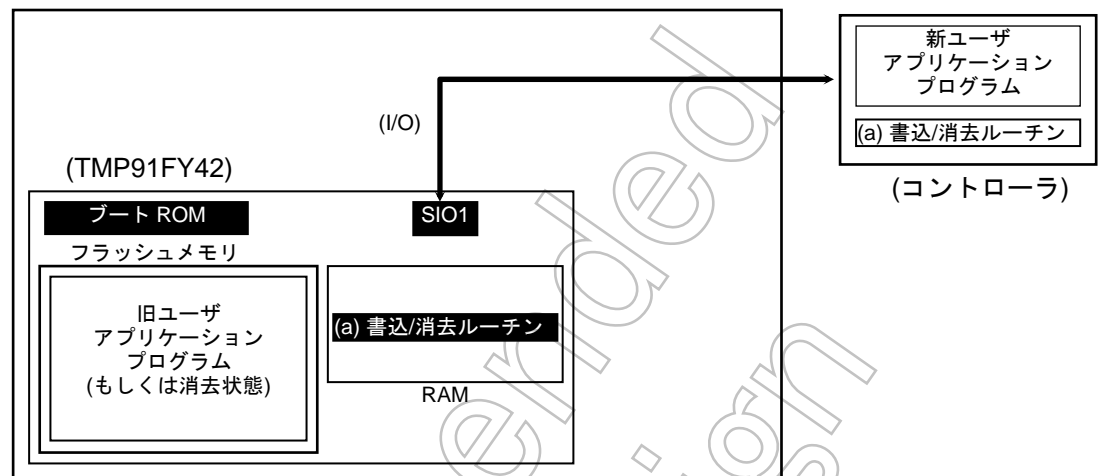 新ユーザ
アプリケーション
プログラム
(a) 書込/消去ルーチン
(コントローラ)
(I/O)
(TMP91FY42)
ブート ROM
SIO1
フラッシュメモリ
旧ユーザ
アプリケーション
プログラム
(もしくは消去状態)
(a) 書込/消去ルーチン
RAM